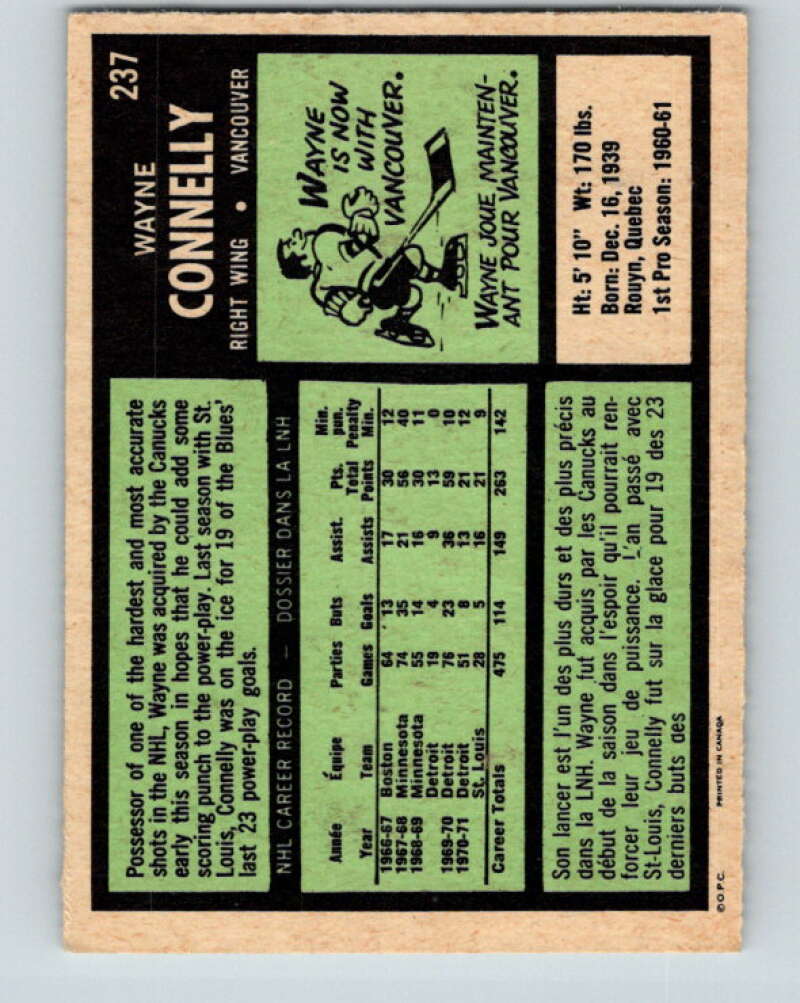 237
WAYNE
CONNELLY
RIGHT WING • VANCOUVER
Possessor of one of the hardest and most accurate
shots in the NHL, Wayne was acquired by the Canucks
early this season in hopes that he could add some
scoring punch to the power-play. Last season with St.
Louis, Connelly was on the ice for 19 of the Blues'
last 23 power-play goals.
WAYNE
IS NOW
WITH
VANCOUVER.
WAYNE JOUE MAINTEN-
ANT POUR VANCOUVER.
NHL CAREER RECORD — DOSSIER DANS LA LNH
Min.
Année Équipe Parties Buts Assist. Pts. pun.
Total Penalty
Year Team Games Goals Assists Points Min.
1966-67 Boston 64 13 17 30 12
1967-68 Minnesota 74 35 21 56 40
1968-69 Minnesota 55 14 16 30 11
Detroit 19 4 9 13 0
1969-70 Detroit 76 23 36 59 10
1970-71 Detroit 51 8 13 21 12
St. Louis 28 5 16 21 9
Career Totals 475 114 149 263 142
Ht: 5' 10" Wt: 170 lbs.
Born: Dec. 16, 1939
Rouyn, Quebec
1st Pro Season: 1960-61
Son lancer est l'un des plus durs et des plus précis
dans la LNH. Wayne fut acquis par les Canucks au
début de la saison dans l'espoir qu'il pourrait ren-
forcer leur jeu de puissance. L'an passé avec
St-Louis, Connelly fut sur la glace pour 19 des 23
derniers buts des
© O.P.C. PRINTED IN CANADA